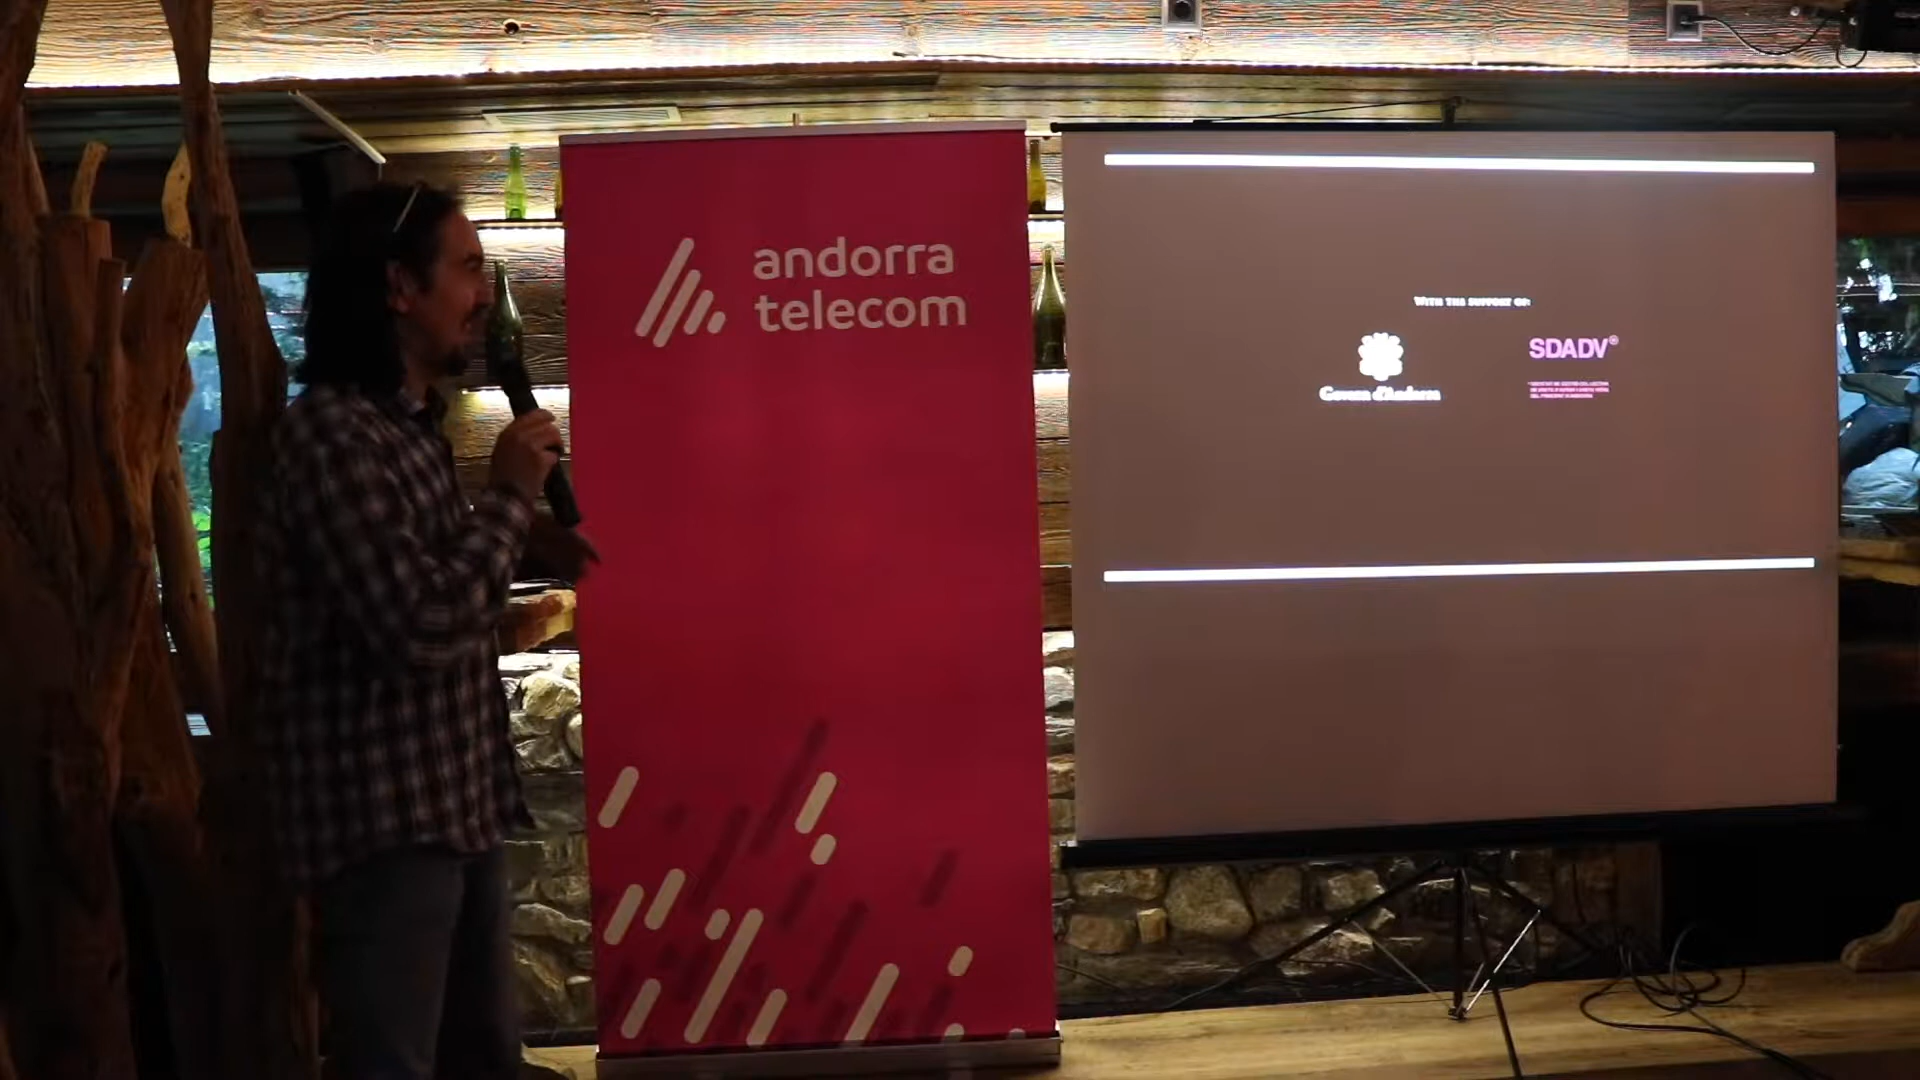 andorra
telecom
WITH THE SUPPORT OF:
Govern d'Andorra
SDADV®